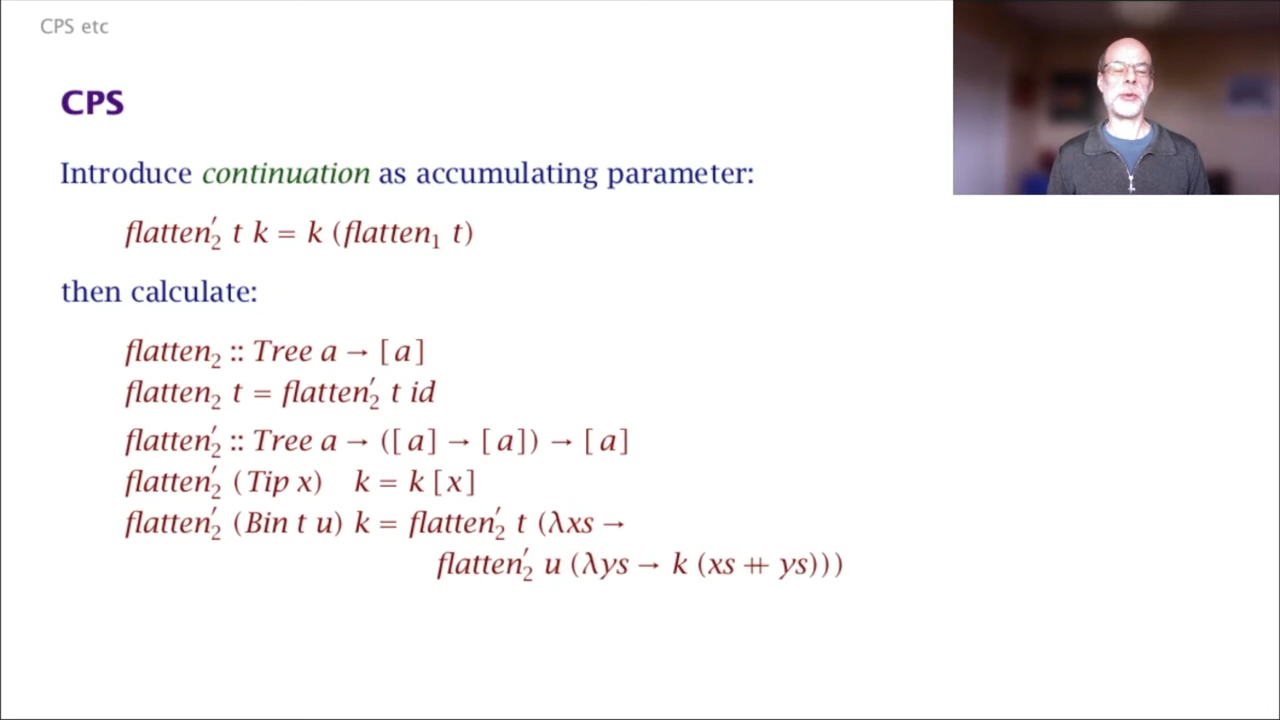 CPS etc
CPS
Introduce continuation as accumulating parameter:
flatten′₂ t k = k (flatten₁ t)
then calculate:
flatten₂ :: Tree a → [a]
flatten₂ t = flatten′₂ t id
flatten′₂ :: Tree a → ([a] → [a]) → [a]
flatten′₂ (Tip x) k = k [x]
flatten′₂ (Bin t u) k = flatten′₂ t (λxs →
flatten′₂ u (λys → k (xs ⧺ ys)))